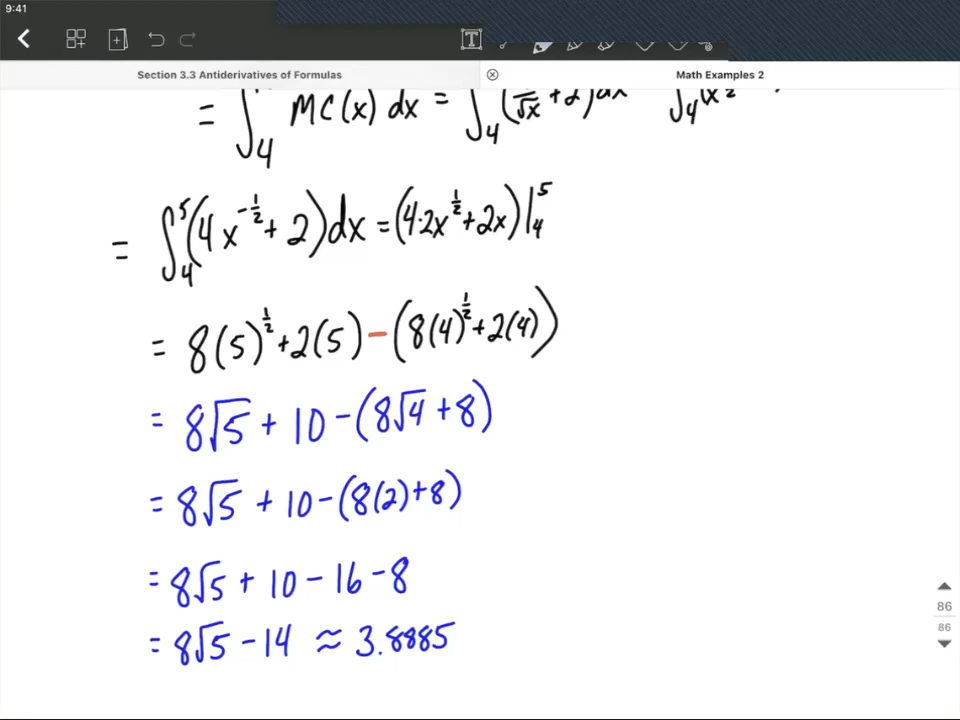 9:41
Section 3.3 Antiderivatives of Formulas
Math Examples 2
= ∫₄ MC(x) dx = ∫₄ (/√x + 2)dx ∫₄ (x
= ∫₄⁵ (4x^(-1/2) + 2) dx = (4·2x^(1/2) + 2x) |₄⁵
= 8(5)^(1/2) + 2(5) − (8(4)^(1/2) + 2(4))
= 8√5 + 10 − (8√4 + 8)
= 8√5 + 10 − (8(2) + 8)
= 8√5 + 10 − 16 − 8
= 8√5 − 14 ≈ 3.8885
86
86